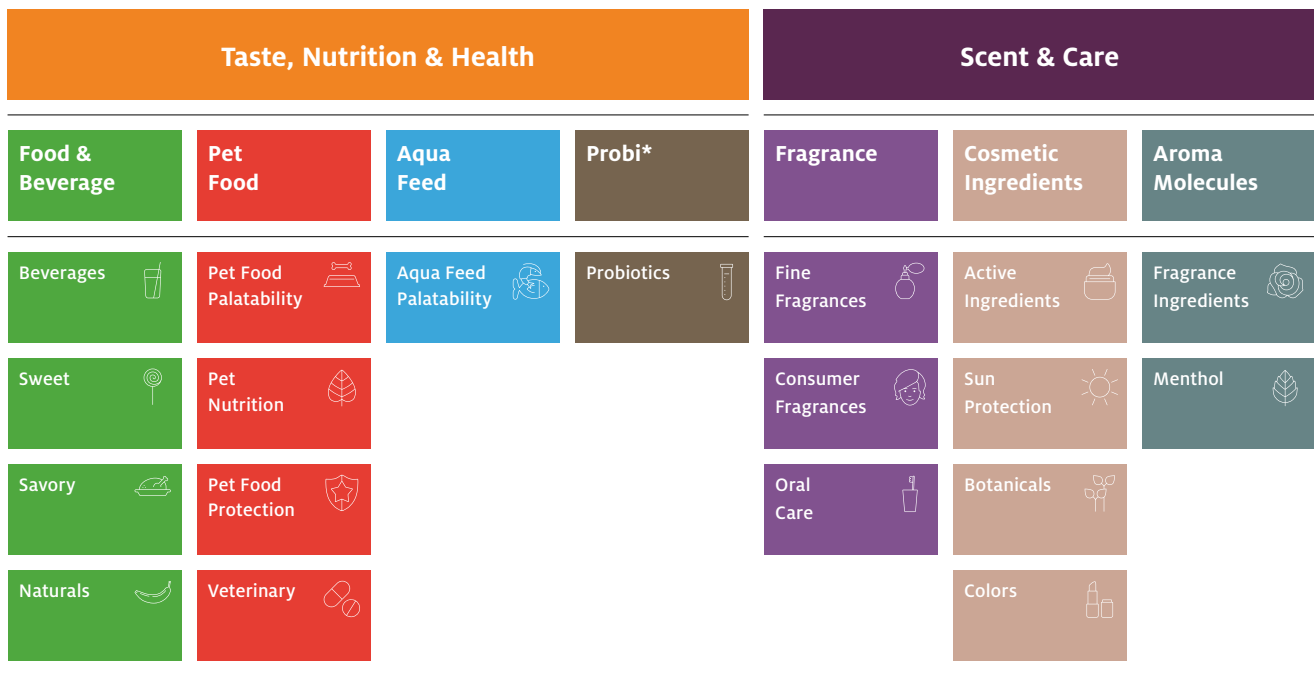 Taste, Nutrition & Health
Scent & Care
Food &
Beverage
Pet
Food
Aqua
Feed
Probi*
Fragrance
Cosmetic
Ingredients
Aroma
Molecules
Beverages
Pet Food
Palatability
Aqua Feed
Palatability
Probiotics
Fine
Fragrances
Active
Ingredients
Fragrance
Ingredients
Sweet
Pet
Nutrition
Consumer
Fragrances
Sun
Protection
Menthol
Savory
Pet Food
Protection
Oral
Care
Botanicals
Naturals
Veterinary
Colors